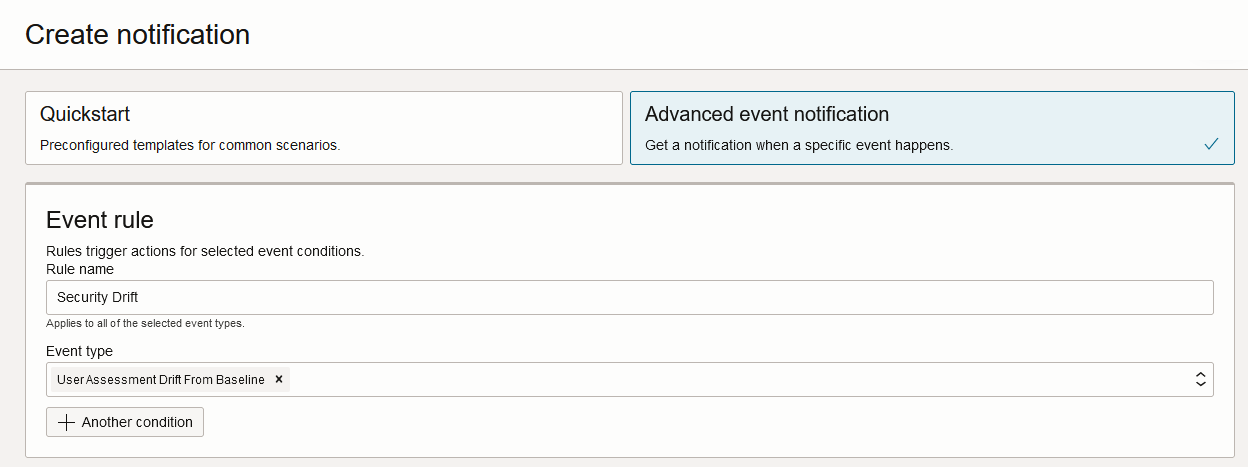 Create notification
Quickstart
Preconfigured templates for common scenarios.
Advanced event notification
Get a notification when a specific event happens.
Event rule
Rules trigger actions for selected event conditions.
Rule name
Security Drift
Applies to all of the selected event types.
Event type
User Assessment Drift From Baseline ×
Another condition